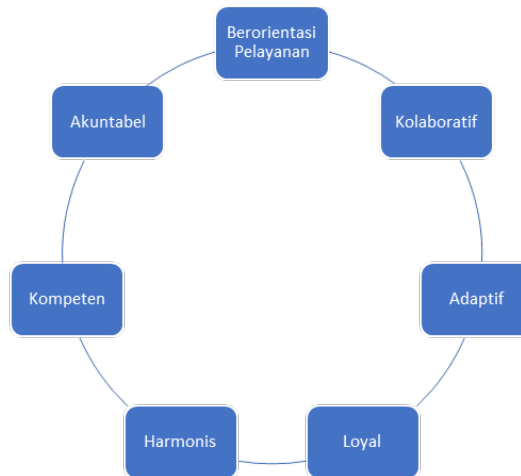 Berorientasi
Pelayanan
Kolaboratif
Adaptif
Loyal
Harmonis
Kompeten
Akuntabel